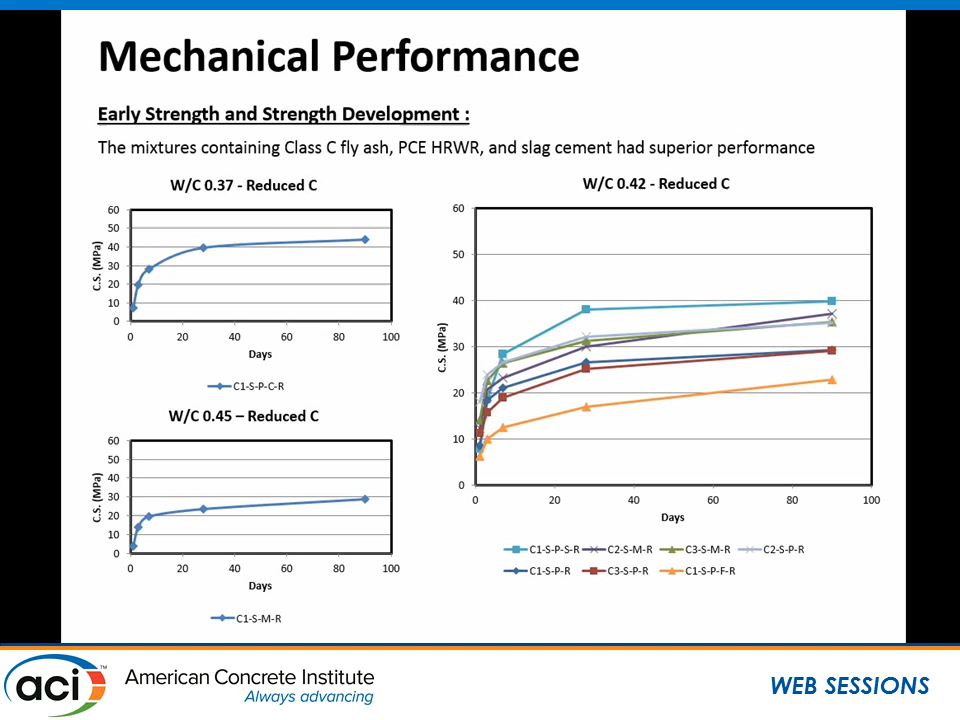 Mechanical Performance
Early Strength and Strength Development :
The mixtures containing Class C fly ash, PCE HRWR, and slag cement had superior performance
W/C 0.37 - Reduced C
60
50
40
30
20
10
0
C.S. (MPa)
0 20 40 60 80 100
Days
C1-S-P-C-R
W/C 0.45 – Reduced C
60
50
40
30
20
10
0
C.S. (MPa)
0 20 40 60 80 100
Days
C1-S-M-R
W/C 0.42 - Reduced C
60
50
40
30
20
10
0
C.S. (MPa)
0 20 40 60 80 100
Days
C1-S-P-S-R C2-S-M-R C3-S-M-R C2-S-P-R
C1-S-P-R C3-S-P-R C1-S-P-F-R
aci™
American Concrete Institute
Always advancing
WEB SESSIONS